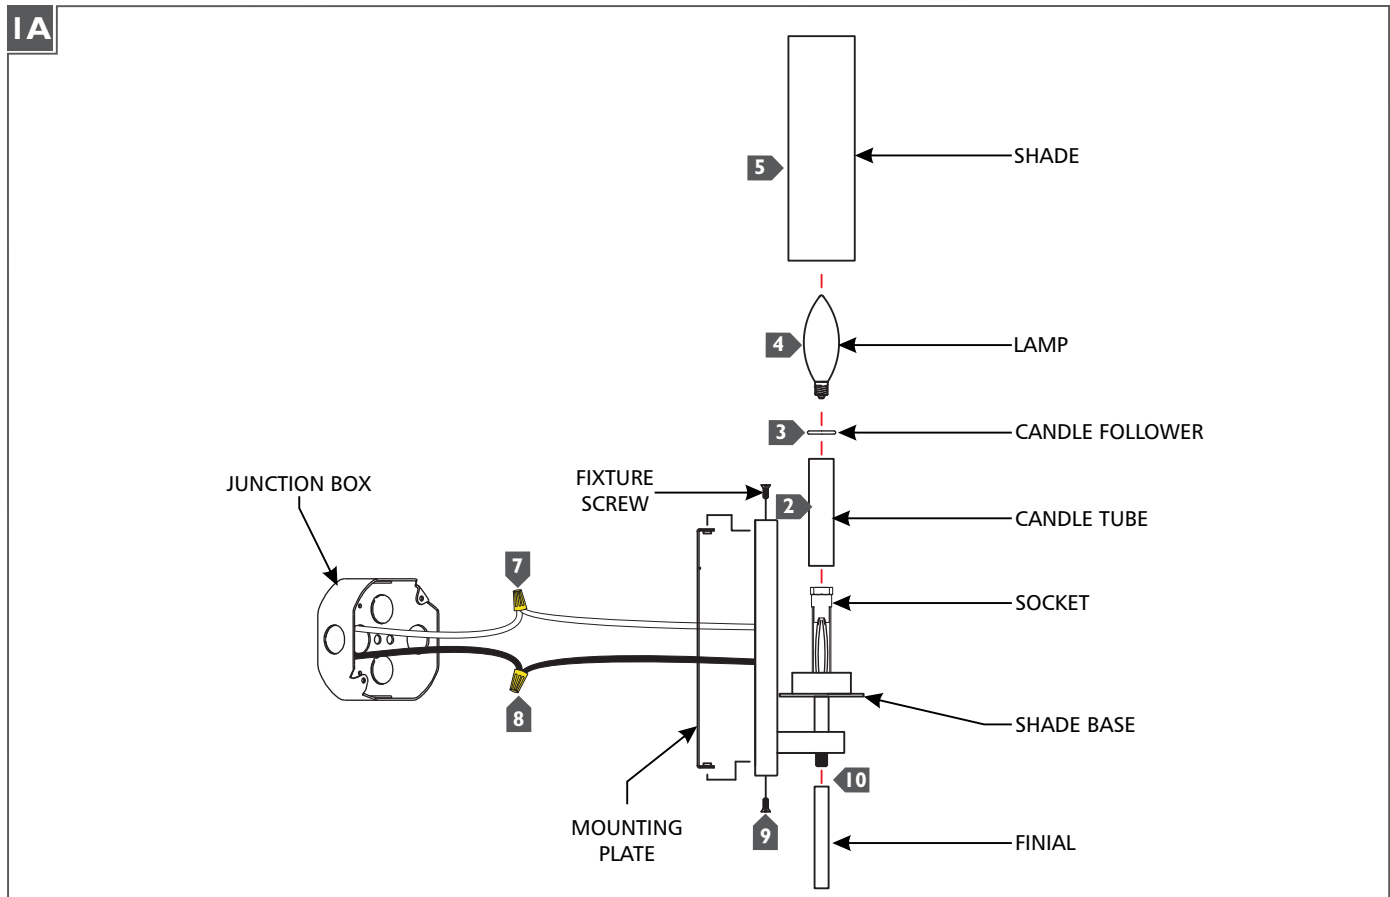 1A
5
SHADE
4
LAMP
3
CANDLE FOLLOWER
JUNCTION BOX
FIXTURE
SCREW
2
CANDLE TUBE
7
SOCKET
8
SHADE BASE
10
MOUNTING
PLATE
9
FINIAL